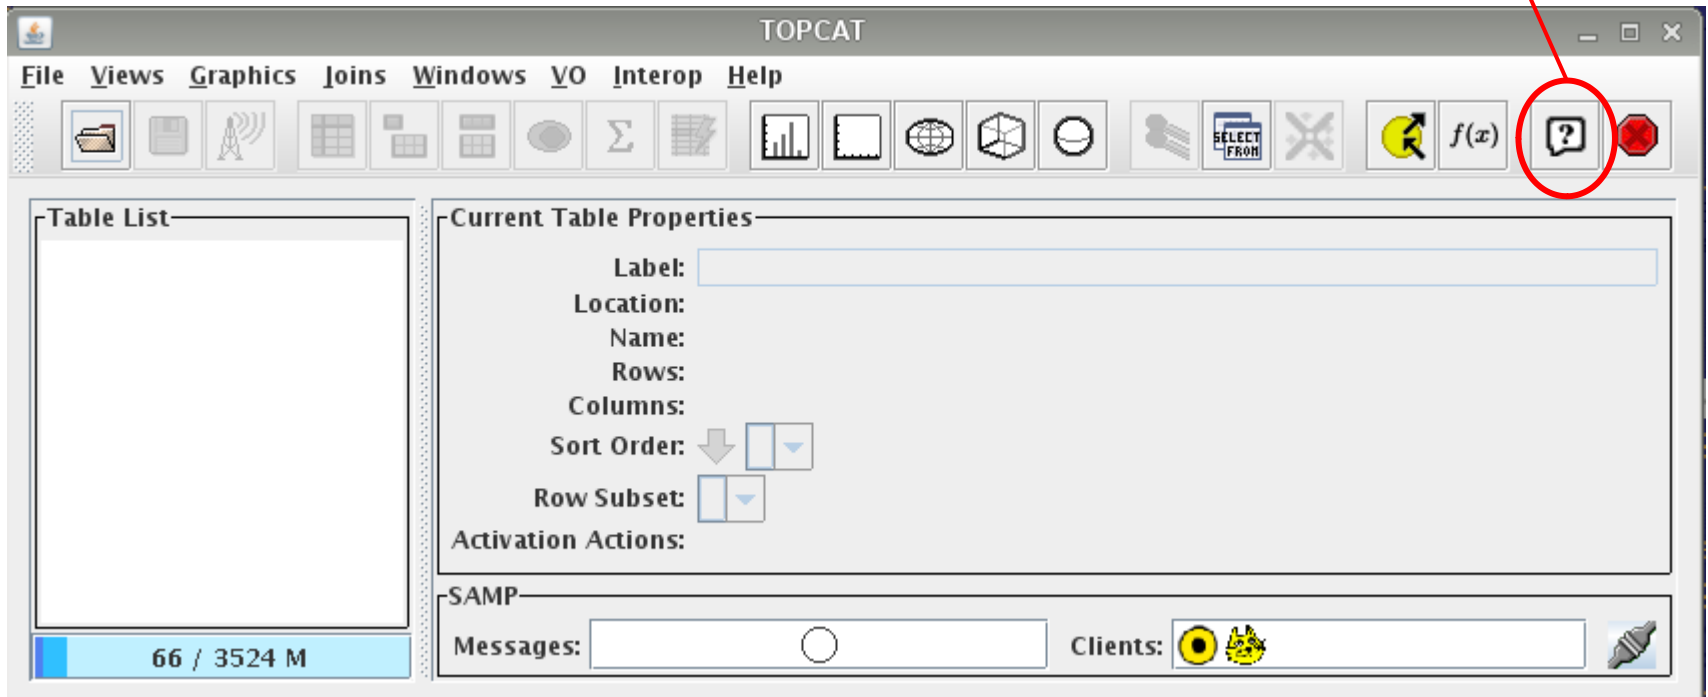 TOPCAT
File Views Graphics Joins Windows VO Interop Help
Σ SELECT FROM f(x) ?
Table List
Current Table Properties
Label:
Location:
Name:
Rows:
Columns:
Sort Order:
Row Subset:
Activation Actions:
SAMP
66 / 3524 M
Messages: Clients: